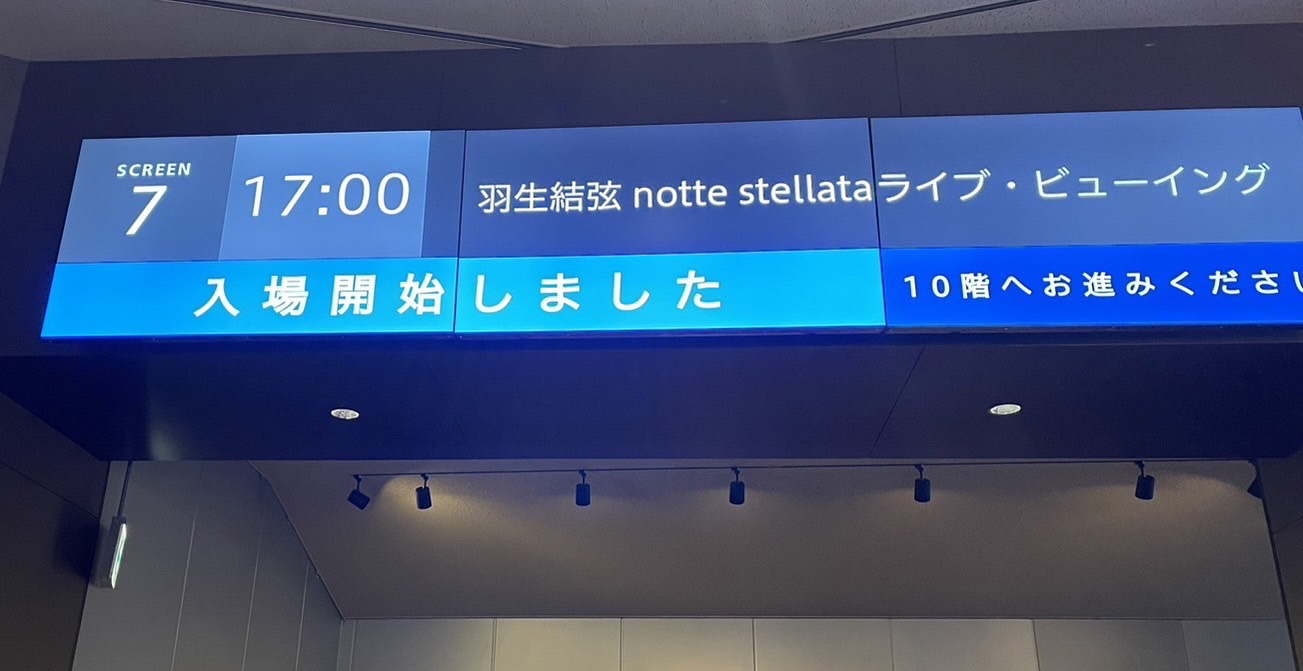 SCREEN
7
17:00
羽生結弦 notte stellataライブ・ビューイング
入場開始しました
10階へお進みくださ